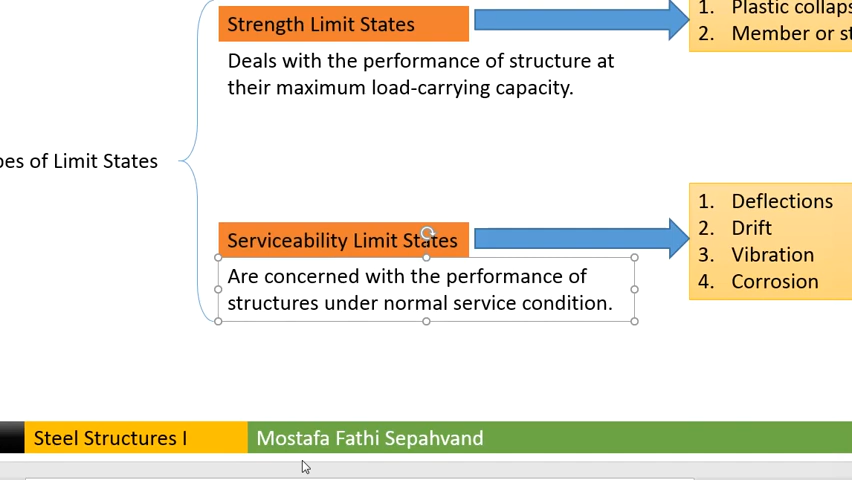 Strength Limit States
1. Plastic
2. Member or
Deals with the performance of structure at
their maximum load-carrying capacity.
of Limit States
Serviceability Limit States
1. Deflections
2. Drift
3. Vibration
4. Corrosion
Are concerned with the performance of
structures under normal service condition.
Steel Structures I
Mostafa Fathi Sepahvand